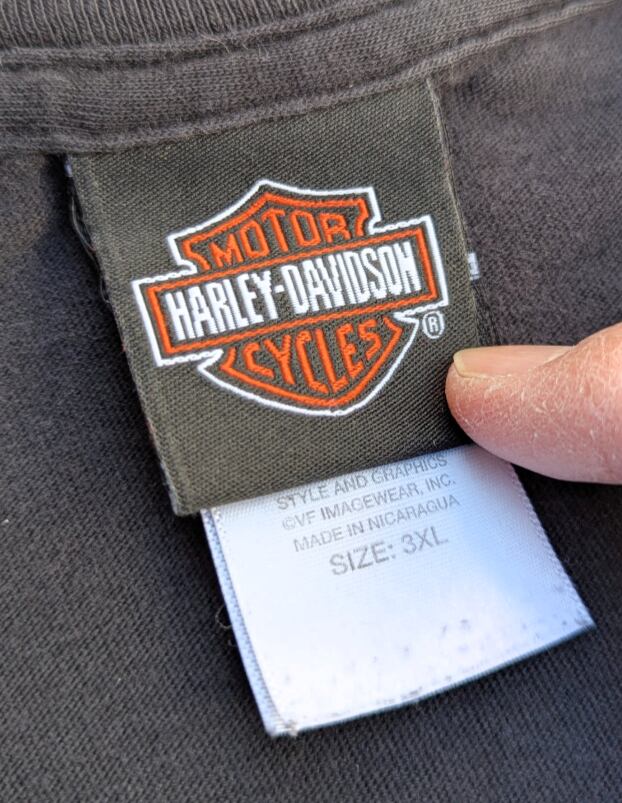 MOTOR
HARLEY-DAVIDSON
CYCLES
®
STYLE AND GRAPHICS
©VF IMAGEWEAR, INC.
MADE IN NICARAGUA
SIZE: 3XL